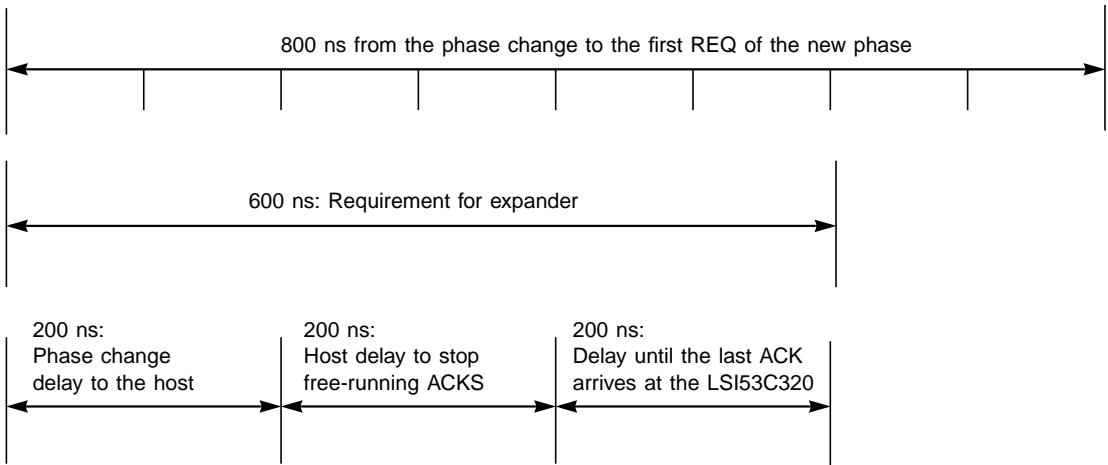 800 ns from the phase change to the first REQ of the new phase
600 ns: Requirement for expander
200 ns:
Phase change
delay to the host
200 ns:
Host delay to stop
free-running ACKS
200 ns:
Delay until the last ACK
arrives at the LSI53C320